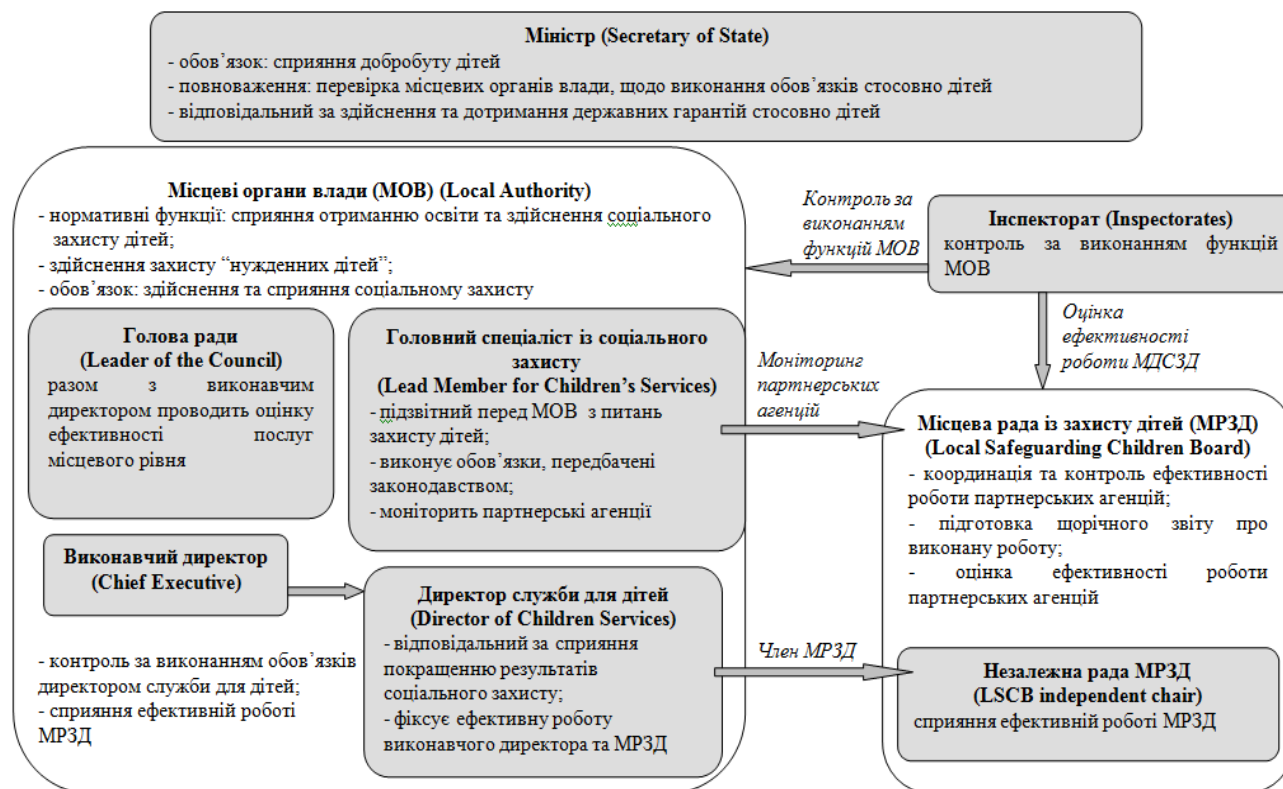 Міністр (Secretary of State)
- обов’язок: сприяння добробуту дітей
- повноваження: перевірка місцевих органів влади, щодо виконання обов’язків стосовно дітей
- відповідальний за здійснення та дотримання державних гарантій стосовно дітей
Місцеві органи влади (МОВ) (Local Authority)
- нормативні функції: сприяння отриманню освіти та здійснення соціального
захисту дітей;
- здійснення захисту “нужденних дітей”;
- обов’язок: здійснення та сприяння соціальному захисту
Голова ради
(Leader of the Council)
разом з виконавчим
директором проводить оцінку
ефективності послуг
місцевого рівня
Головний спеціаліст із соціального
захисту
(Lead Member for Children’s Services)
- підзвітний перед МОВ з питань
захисту дітей;
- виконує обов’язки, передбачені
законодавством;
- моніторить партнерські агенції
Виконавчий директор
(Chief Executive)
- контроль за виконанням обов’язків
директором служби для дітей;
- сприяння ефективній роботі
МРЗД
Директор служби для дітей
(Director of Children Services)
- відповідальний за сприяння
покращенню результатів
соціального захисту;
- фіксує ефективну роботу
виконавчого директора та МРЗД
Контроль за
виконанням
функцій МОВ
Інспекторат (Inspectorates)
контроль за виконанням функцій
МОВ
Оцінка
ефективності
роботи МДСЗД
Моніторинг
партнерських
агенцій
Місцева рада із захисту дітей (МРЗД)
(Local Safeguarding Children Board)
- координація та контроль ефективності
роботи партнерських агенцій;
- підготовка щорічного звіту про
виконану роботу;
- оцінка ефективності роботи
партнерських агенцій
Член МРЗД
Незалежна рада МРЗД
(LSCB independent chair)
сприяння ефективній роботі МРЗД